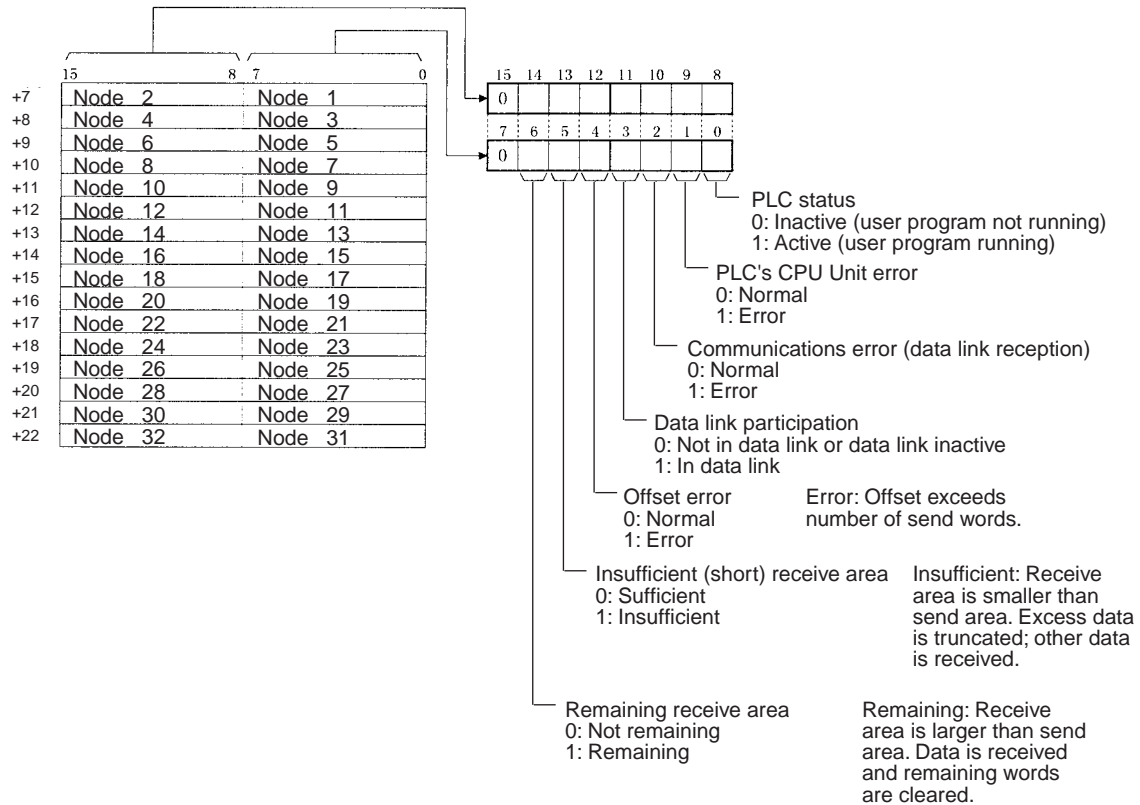 15 8 7 0
+7 Node 2 Node 1
+8 Node 4 Node 3
+9 Node 6 Node 5
+10 Node 8 Node 7
+11 Node 10 Node 9
+12 Node 12 Node 11
+13 Node 14 Node 13
+14 Node 16 Node 15
+15 Node 18 Node 17
+16 Node 20 Node 19
+17 Node 22 Node 21
+18 Node 24 Node 23
+19 Node 26 Node 25
+20 Node 28 Node 27
+21 Node 30 Node 29
+22 Node 32 Node 31
15 14 13 12 11 10 9 8
0
7 6 5 4 3 2 1 0
0
PLC status
0: Inactive (user program not running)
1: Active (user program running)
PLC's CPU Unit error
0: Normal
1: Error
Communications error (data link reception)
0: Normal
1: Error
Data link participation
0: Not in data link or data link inactive
1: In data link
Offset error
0: Normal
1: Error
Error: Offset exceeds
number of send words.
Insufficient (short) receive area
0: Sufficient
1: Insufficient
Insufficient: Receive
area is smaller than
send area. Excess data
is truncated; other data
is received.
Remaining receive area
0: Not remaining
1: Remaining
Remaining: Receive
area is larger than send
area. Data is received
and remaining words
are cleared.